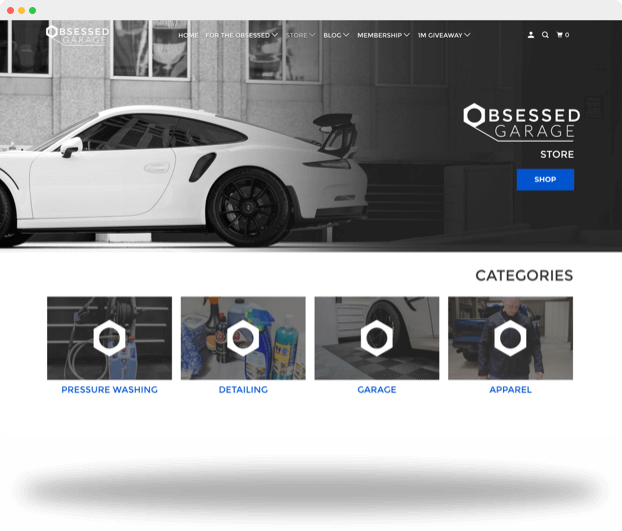 OBSESSED
GARAGE
HOME FOR THE OBSESSED STORE BLOG MEMBERSHIP 1M GIVEAWAY 0
OBSESSED
GARAGE
STORE
SHOP
CATEGORIES
PRESSURE WASHING DETAILING GARAGE APPAREL